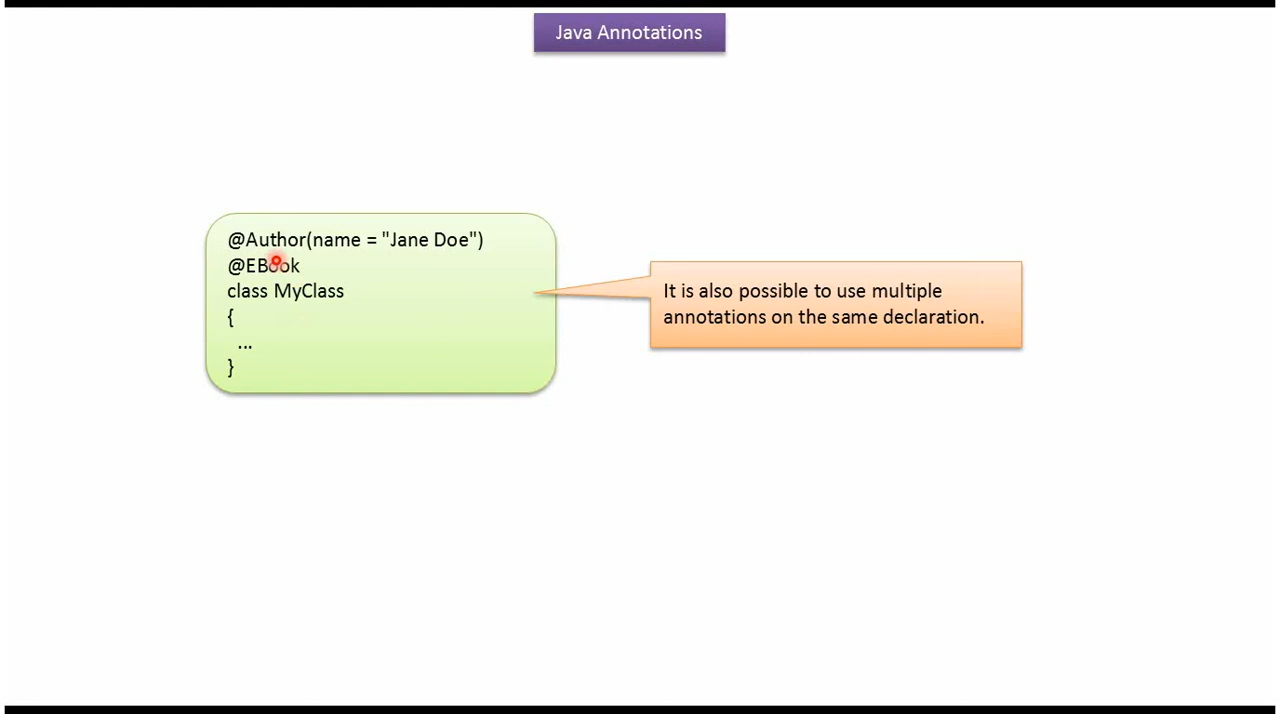 Java Annotations
@Author(name = "Jane Doe")
@EBook
class MyClass
{
...
}
It is also possible to use multiple
annotations on the same declaration.